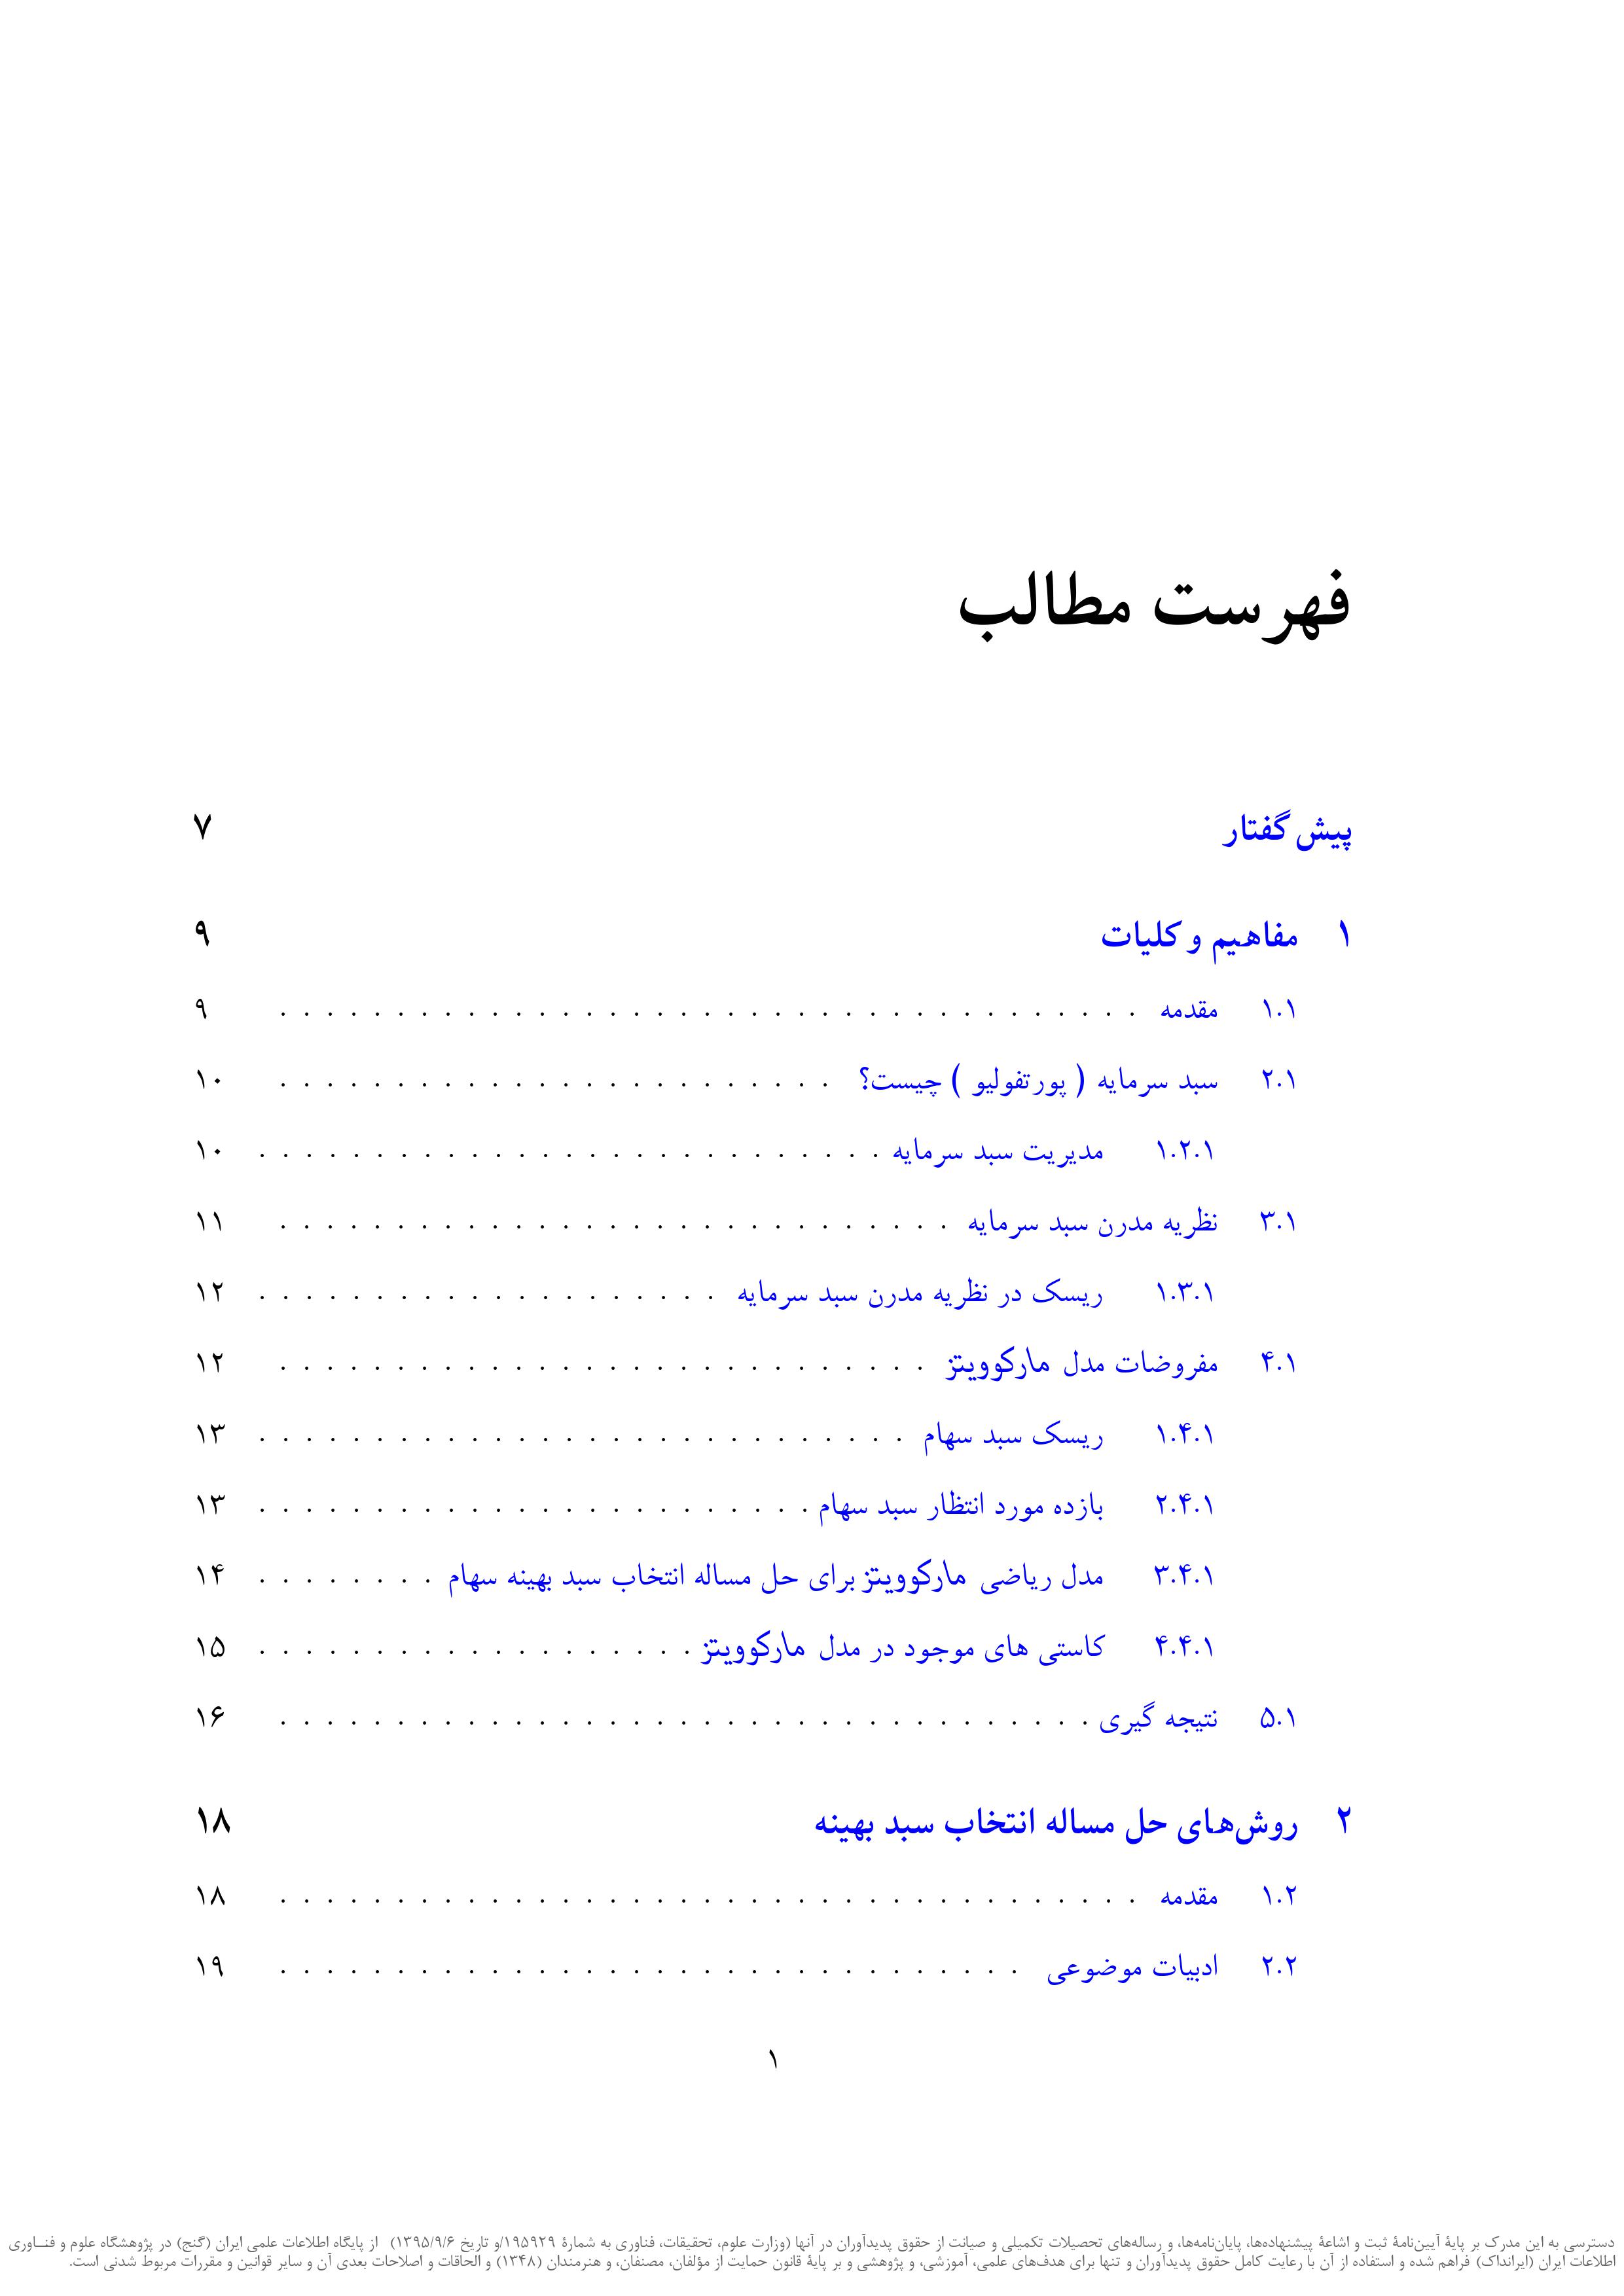 فهرست مطالب
پیش گفتار ۷
۱ مفاهیم و کلیات ۹
۱.۱ مقدمه . . . . . . . . . . . . . . . . . . . . . . . . . . . . . . . . . . . . . ۹
۲.۱ سبد سرمایه ( پورتفولیو ) چیست؟ . . . . . . . . . . . . . . . . . . . . . . . . ۱۰
۱.۲.۱ مدیریت سبد سرمایه . . . . . . . . . . . . . . . . . . . . . . . . . . . ۱۰
۳.۱ نظریه مدرن سبد سرمایه . . . . . . . . . . . . . . . . . . . . . . . . . . . . . ۱۱
۱.۳.۱ ریسک در نظریه مدرن سبد سرمایه . . . . . . . . . . . . . . . . . . . . ۱۲
۴.۱ مفروضات مدل مارکوویتز . . . . . . . . . . . . . . . . . . . . . . . . . . . . ۱۲
۱.۴.۱ ریسک سبد سهام . . . . . . . . . . . . . . . . . . . . . . . . . . . . ۱۳
۲.۴.۱ بازده مورد انتظار سبد سهام . . . . . . . . . . . . . . . . . . . . . . . . ۱۳
۳.۴.۱ مدل ریاضی مارکوویتز برای حل مساله انتخاب سبد بهینه سهام . . . . . . . . ۱۴
۴.۴.۱ کاستی های موجود در مدل مارکوویتز . . . . . . . . . . . . . . . . . . . ۱۵
۵.۱ نتیجه گیری . . . . . . . . . . . . . . . . . . . . . . . . . . . . . . . . . . . ۱۶
۲ روش‌های حل مساله انتخاب سبد بهینه ۱۸
۱.۲ مقدمه . . . . . . . . . . . . . . . . . . . . . . . . . . . . . . . . . . . . . ۱۸
۲.۲ ادبیات موضوعی . . . . . . . . . . . . . . . . . . . . . . . . . . . . . . . . ۱۹
۱
دسترسی به این مدرک بر پایهٔ آیین‌نامهٔ ثبت و اشاعهٔ پیشنهاده‌ها، پایان‌نامه‌ها، و رساله‌های تحصیلات تکمیلی و صیانت از حقوق پدیدآوران در آنها (وزارت علوم، تحقیقات، فناوری به شمارهٔ ۱۹۵۹۲۹/و تاریخ ۱۳۹۵/۹/۶) از پایگاه اطلاعات علمی ایران (گنج) در پژوهشگاه علوم و فنــاوری
اطلاعات ایران (ایرانداک) فراهم شده و استفاده از آن با رعایت کامل حقوق پدیدآوران و تنها برای هدف‌های علمی، آموزشی، و پژوهشی و بر پایهٔ قانون حمایت از مؤلفان، مصنفان، و هنرمندان (۱۳۴۸) و الحاقات و اصلاحات بعدی آن و سایر قوانین و مقررات مربوط شدنی است.